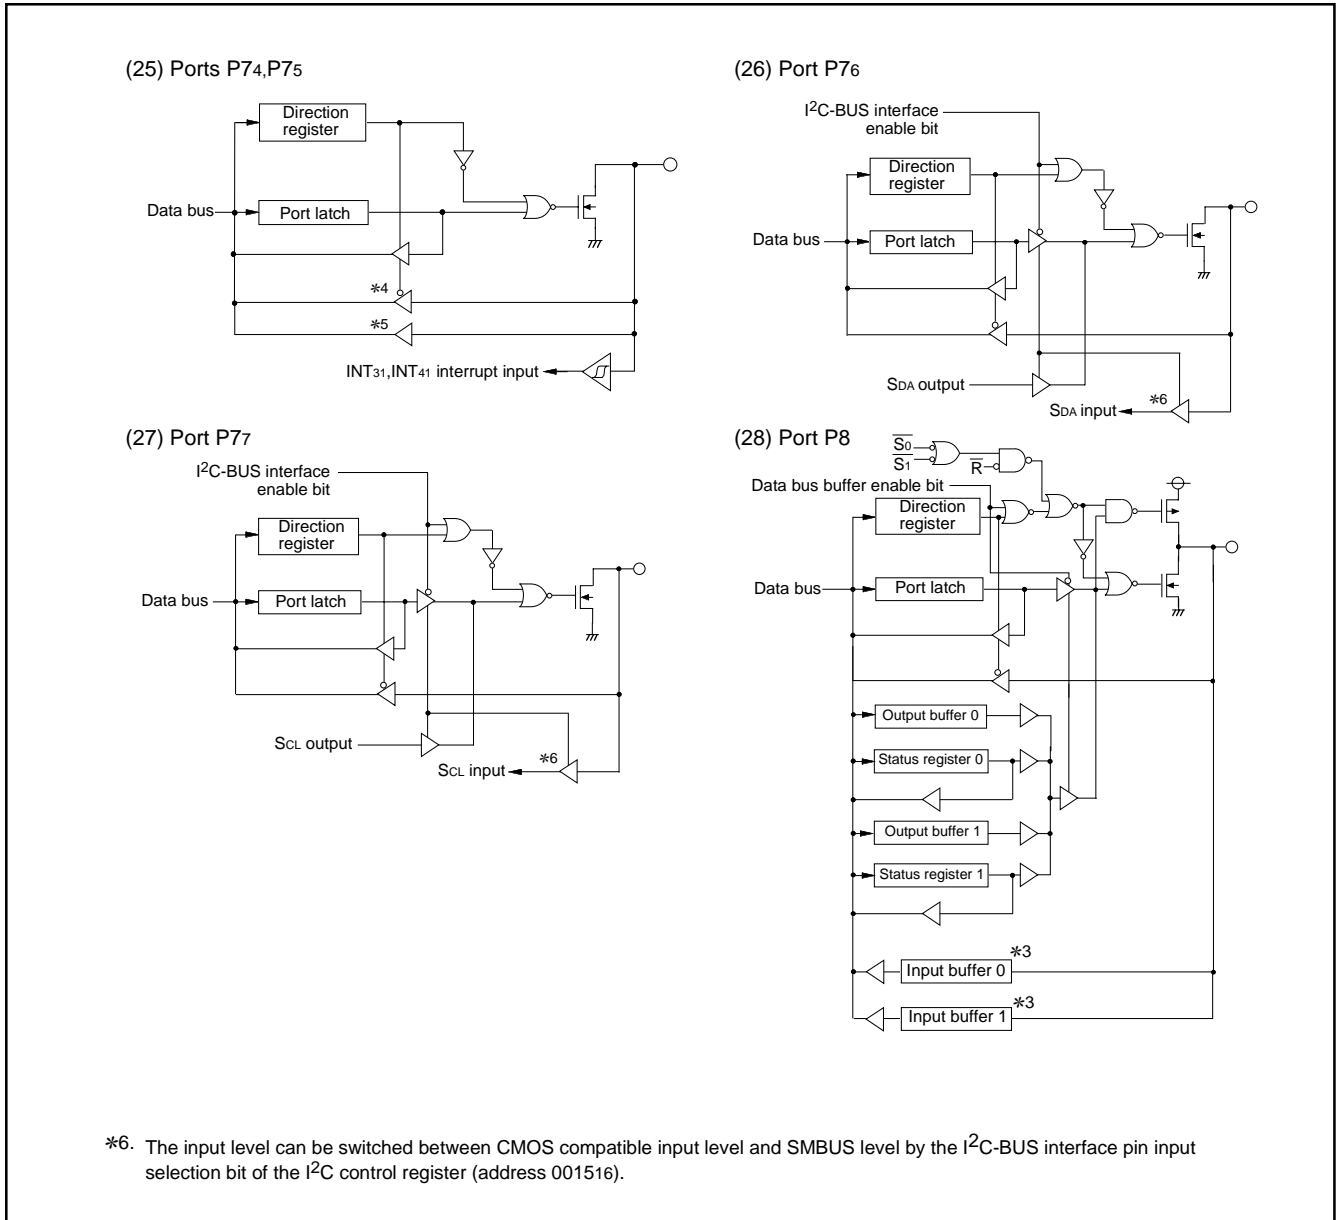 (25) Ports P74,P75
Direction
register
Data bus
Port latch
*4
*5
INT31,INT41 interrupt input
(26) Port P76
I2C-BUS interface
enable bit
Direction
register
Data bus
Port latch
SDA output
SDA input
*6
(27) Port P77
I2C-BUS interface
enable bit
Direction
register
Data bus
Port latch
SCL output
SCL input
*6
(28) Port P8
S0
S1
R
Data bus buffer enable bit
Direction
register
Data bus
Port latch
Output buffer 0
Status register 0
Output buffer 1
Status register 1
Input buffer 0
*3
Input buffer 1
*3
*6. The input level can be switched between CMOS compatible input level and SMBUS level by the I2C-BUS interface pin input
selection bit of the I2C control register (address 001516).